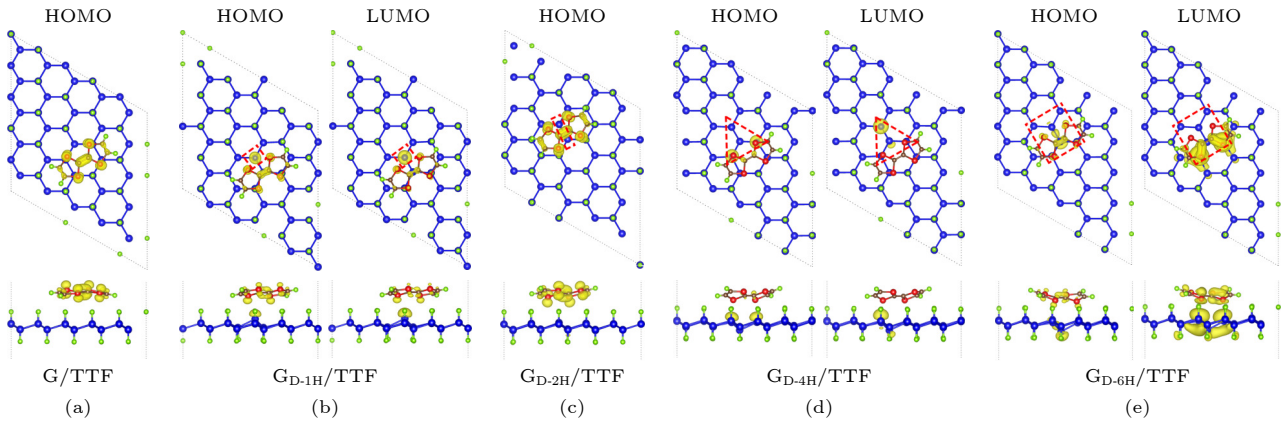 HOMO HOMO LUMO HOMO HOMO LUMO HOMO LUMO
G/TTF G_D-1H/TTF G_D-2H/TTF G_D-4H/TTF G_D-6H/TTF
(a) (b) (c) (d) (e)